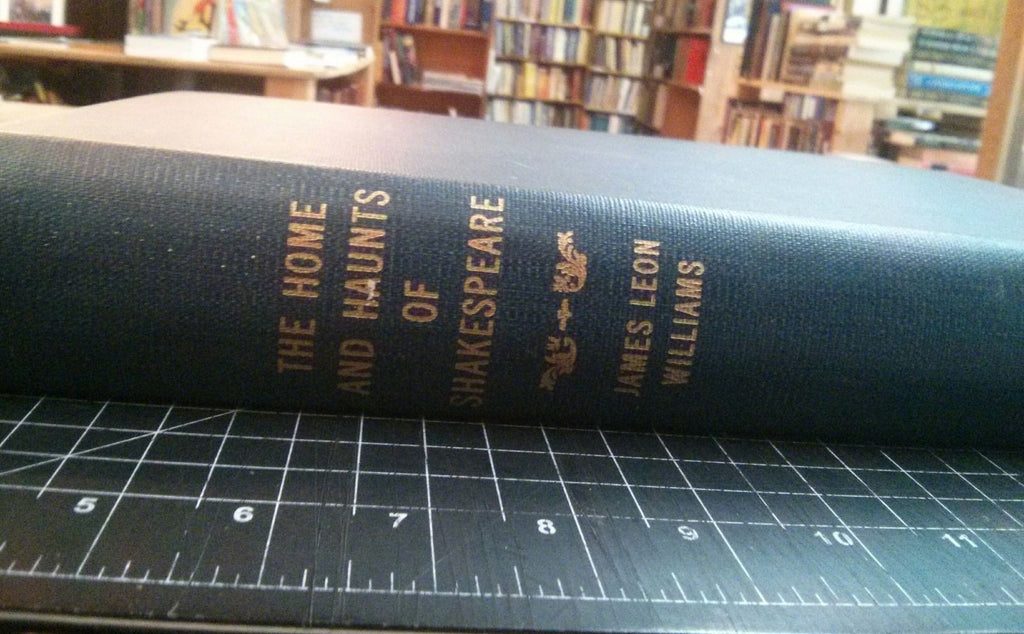 THE HOME
AND HAUNTS
OF
SHAKESPEARE
JAMES LEON
WILLIAMS
5 6 7 8 9 10 11